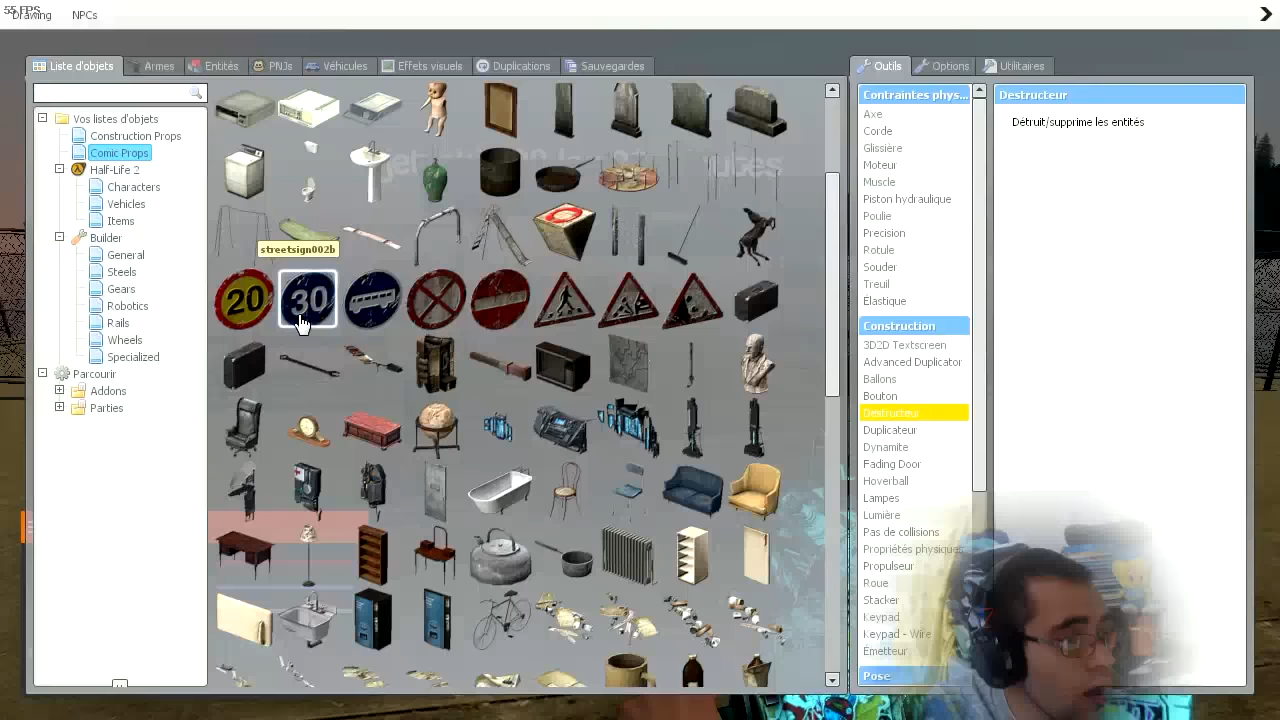 55 FPS
Drawing NPCs
Liste d'objets Armes Entités PNJs Véhicules Effets visuels Duplications Sauvegardes
Outils Options Utilitaires
Vos listes d'objets
Construction Props
Comic Props
Half-Life 2
Characters
Vehicles
Items
Builder
General
Steels
Gears
Robotics
Rails
Wheels
Specialized
Parcourir
Addons
Parties
streetsign002b
20 30
Contraintes phys...
Axe
Corde
Glissière
Moteur
Muscle
Piston hydraulique
Poulie
Precision
Rotule
Souder
Treuil
Élastique
Construction
3D2D Textscreen
Advanced Duplicator
Ballons
Bouton
Destructeur
Duplicateur
Dynamite
Fading Door
Hoverball
Lampes
Lumière
Pas de collisions
Propriétés physique...
Propulseur
Roue
Stacker
Keypad
Keypad - Wire
Émetteur
Pose
Destructeur
Détruit/supprime les entités